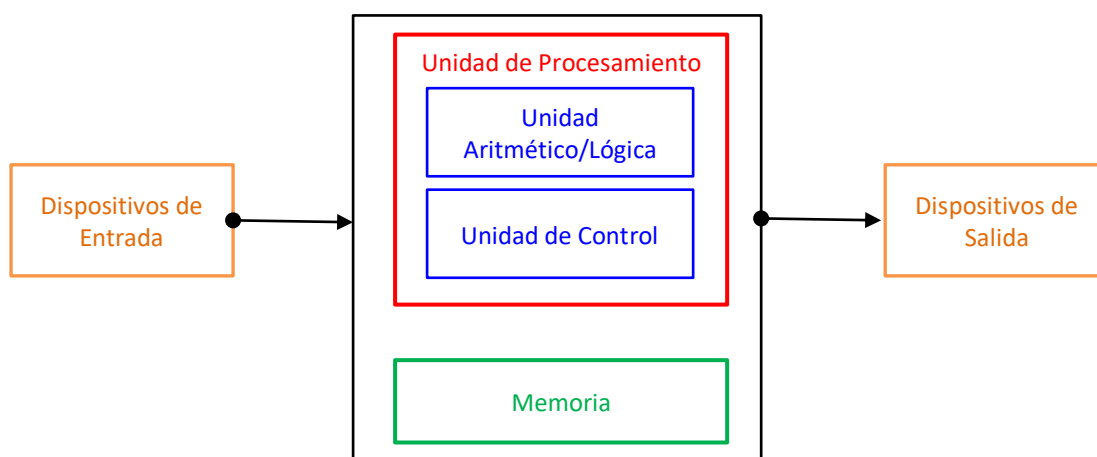 Unidad de Procesamiento
Unidad
Aritmético/Lógica
Dispositivos de
Entrada
Unidad de Control
Dispositivos de
Salida
Memoria